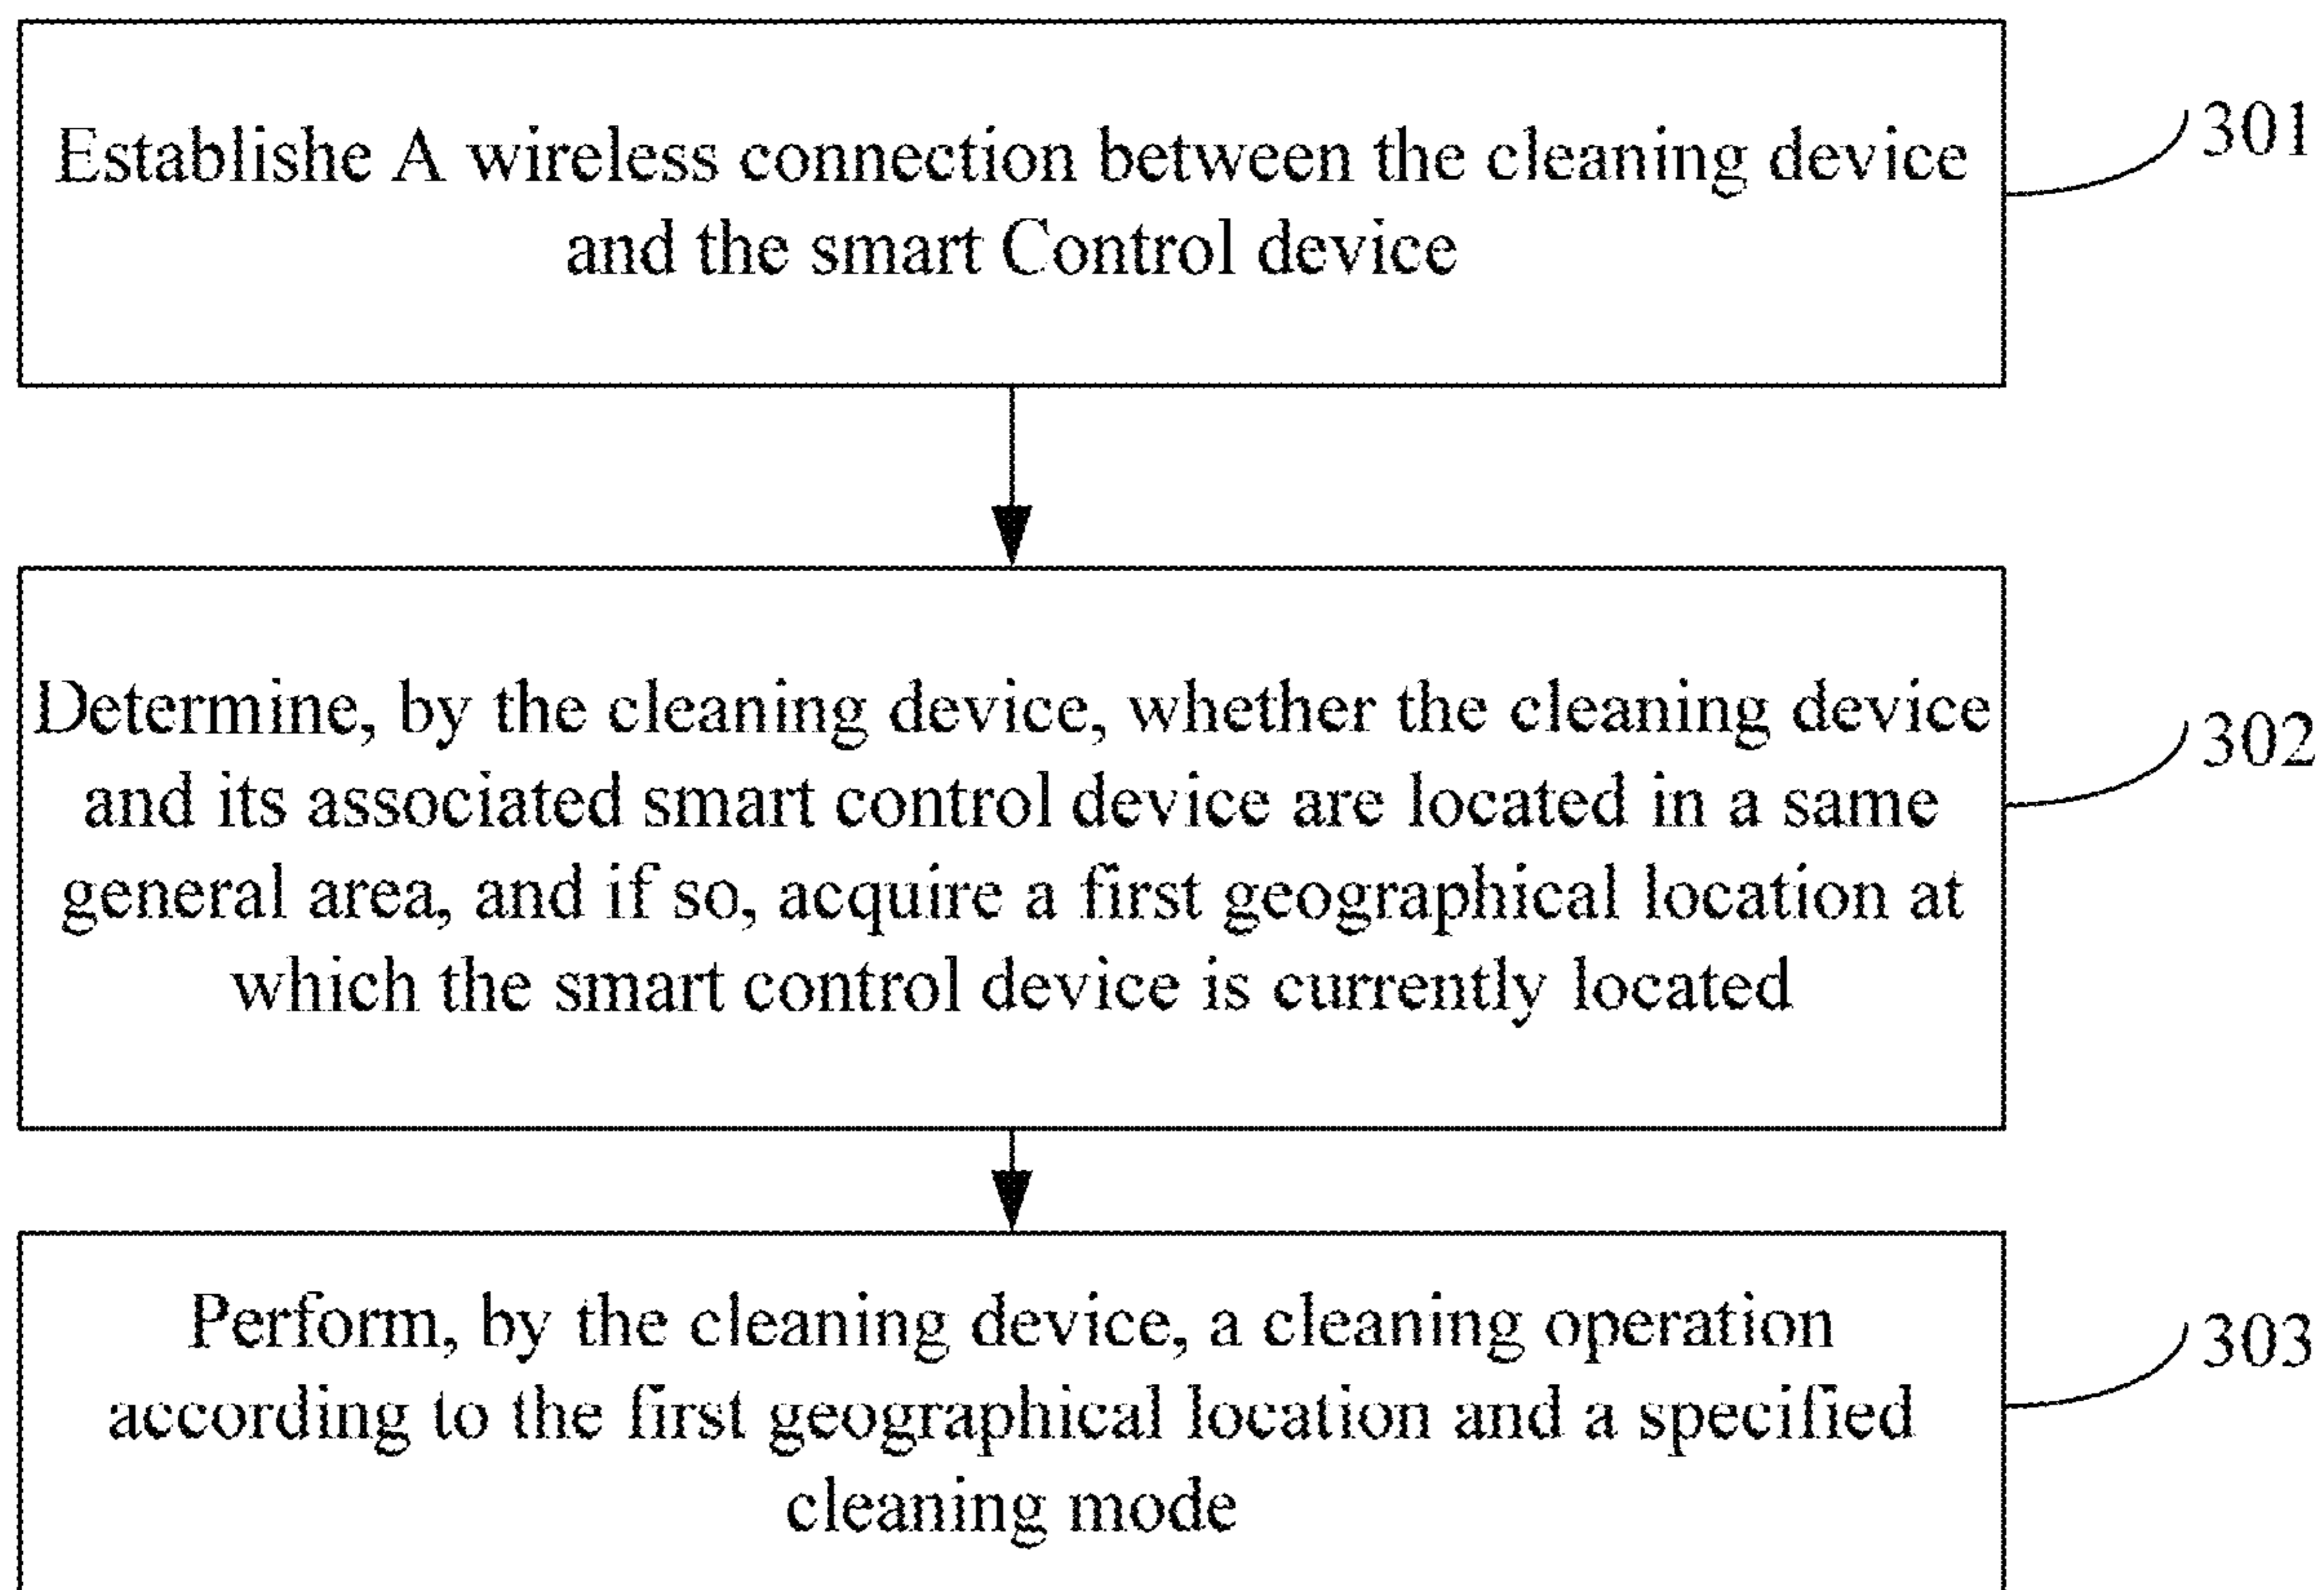 Establishe A wireless connection between the cleaning device
and the smart Control device
301
Determine, by the cleaning device, whether the cleaning device
and its associated smart control device are located in a same
general area, and if so, acquire a first geographical location at
which the smart control device is currently located
302
Perform, by the cleaning device, a cleaning operation
according to the first geographical location and a specified
cleaning mode
303